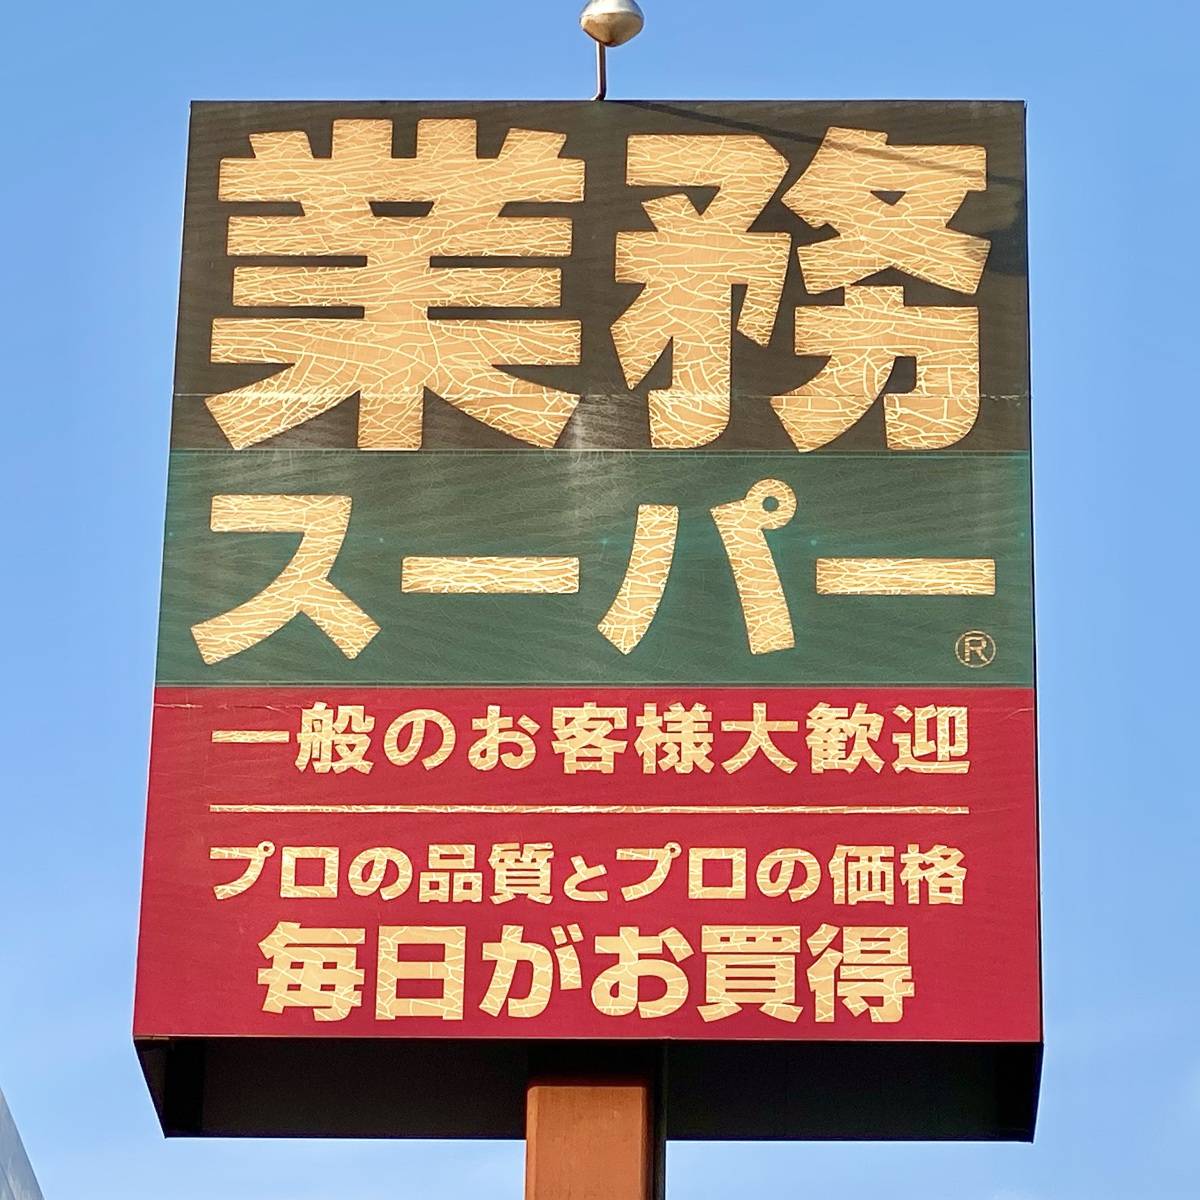 業務
スーパー®
一般のお客様大歓迎
プロの品質とプロの価格
毎日がお買得